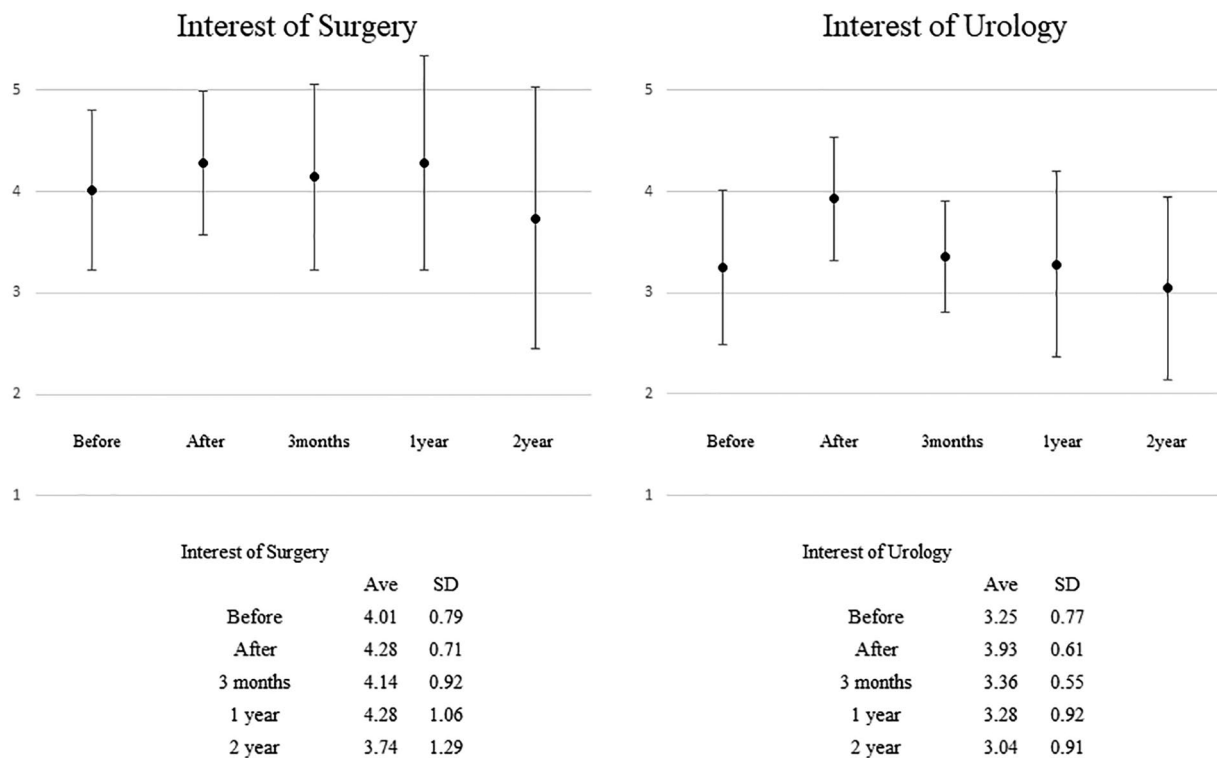 Interest of Surgery
5
4
3
2
Before After 3months 1year 2year
1
Interest of Surgery
Ave SD
Before 4.01 0.79
After 4.28 0.71
3 months 4.14 0.92
1 year 4.28 1.06
2 year 3.74 1.29
Interest of Urology
5
4
3
2
Before After 3months 1year 2year
1
Interest of Urology
Ave SD
Before 3.25 0.77
After 3.93 0.61
3 months 3.36 0.55
1 year 3.28 0.92
2 year 3.04 0.91